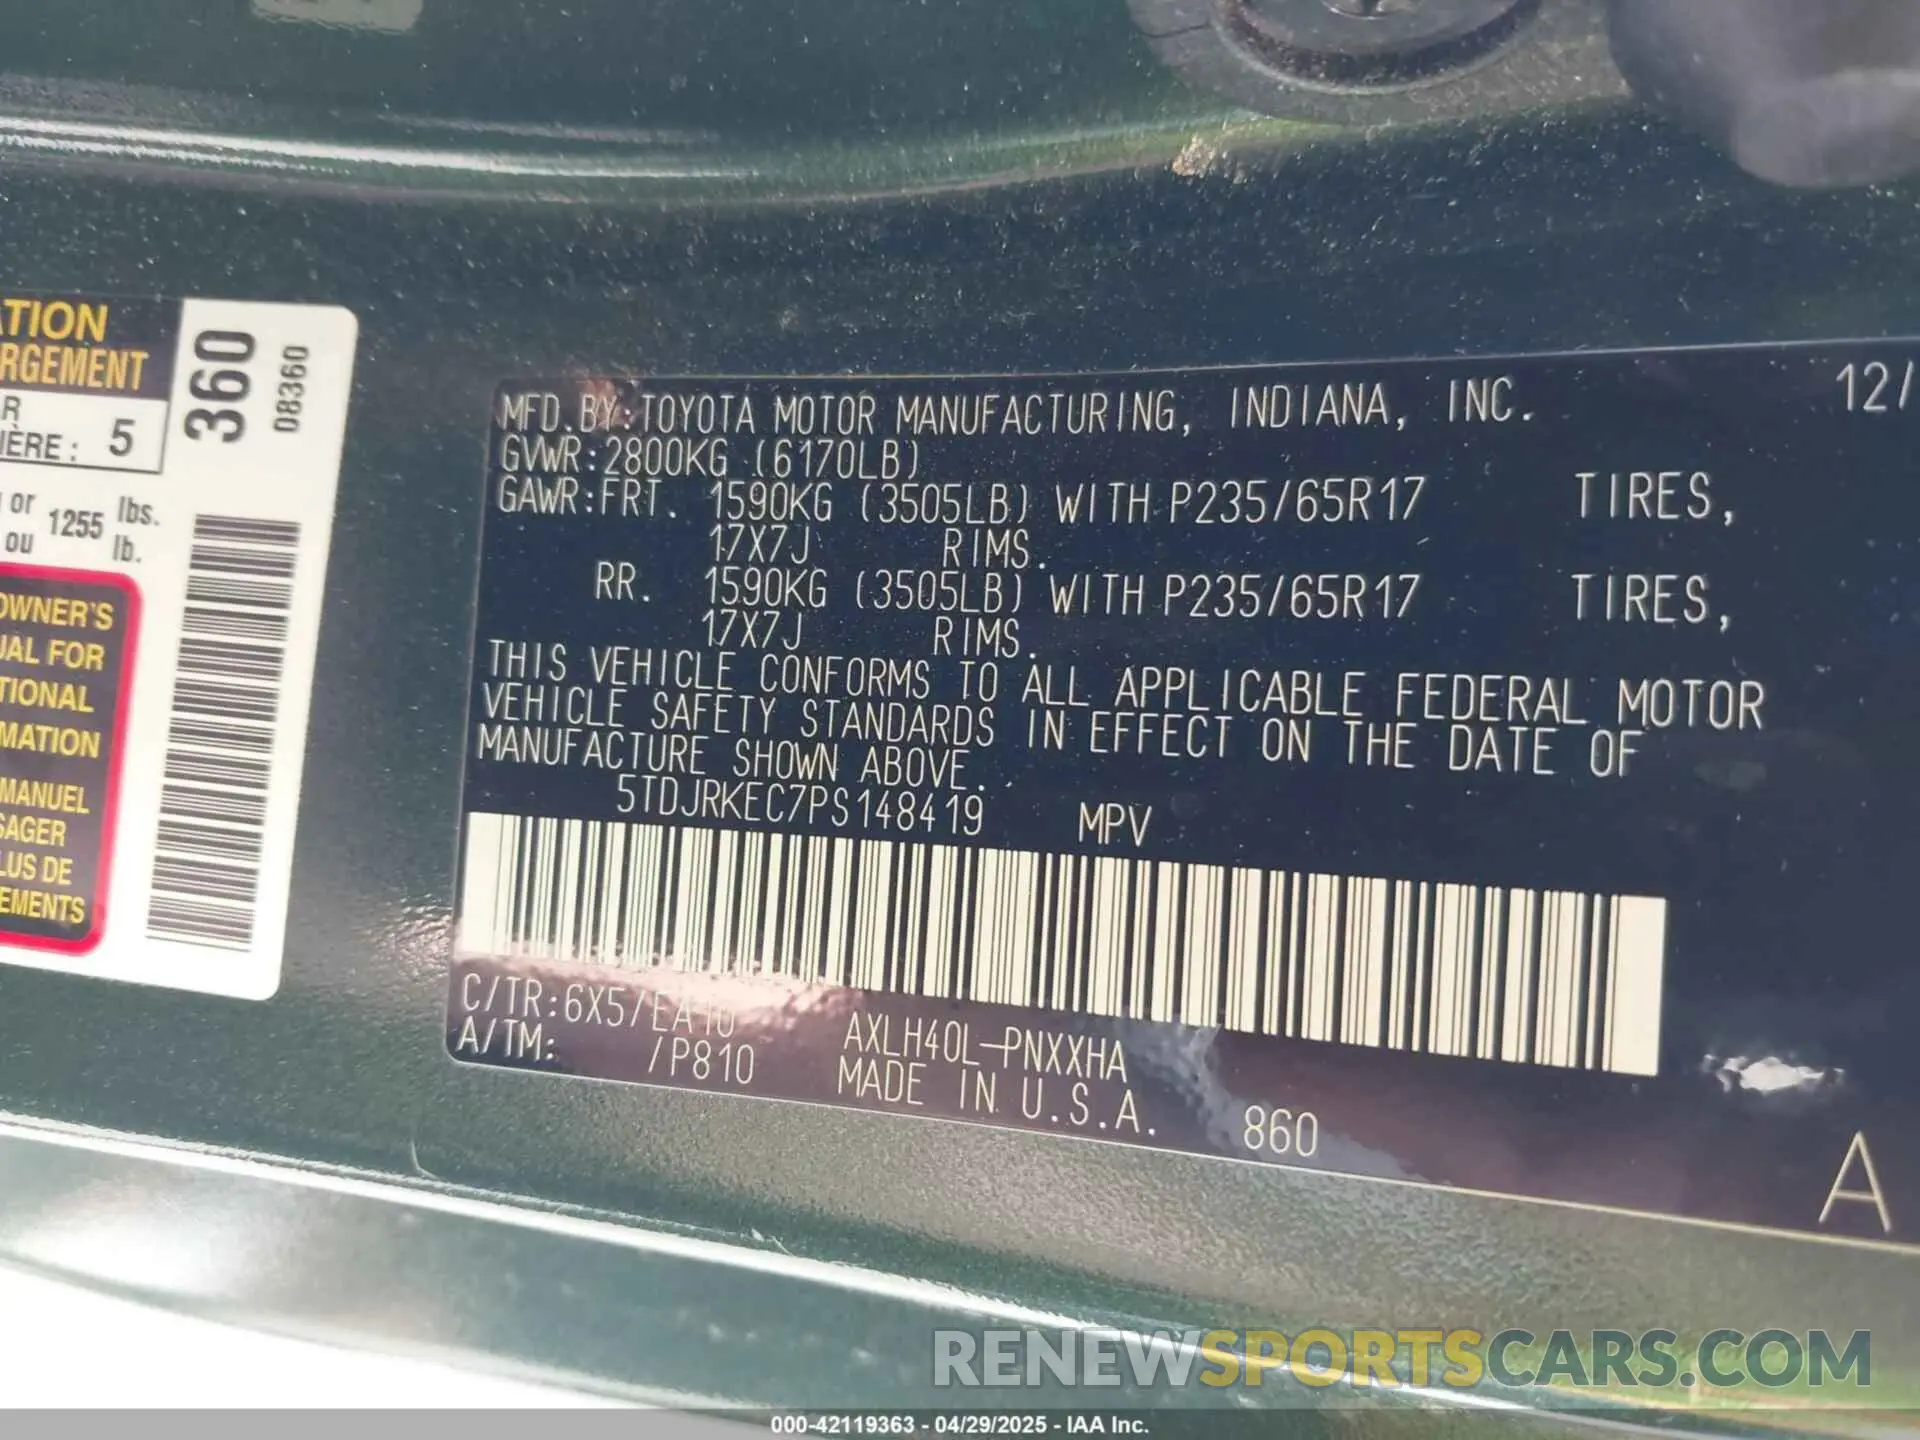 ATION
RGEMENT
R
IÈRE : 5
or 1255 lbs.
ou lb.
OWNER'S
UAL FOR
TIONAL
MATION
MANUEL
SAGER
LUS DE
EMENTS
360
08360
12/
MFD.BY:TOYOTA MOTOR MANUFACTURING, INDIANA, INC.
GVWR:2800KG (6170LB)
GAWR:FRT. 1590KG (3505LB) WITH P235/65R17 TIRES,
17X7J RIMS.
RR. 1590KG (3505LB) WITH P235/65R17 TIRES,
17X7J RIMS.
THIS VEHICLE CONFORMS TO ALL APPLICABLE FEDERAL MOTOR
VEHICLE SAFETY STANDARDS IN EFFECT ON THE DATE OF
MANUFACTURE SHOWN ABOVE.
5TDJRKEC7PS148419 MPV
C/TR:6X5/EA10 AXLH40L-PNXXHA
A/TM: /P810 MADE IN U.S.A. 860
A
RENEWSPORTSCARS.COM
000-42119363 - 04/29/2025 - IAA Inc.